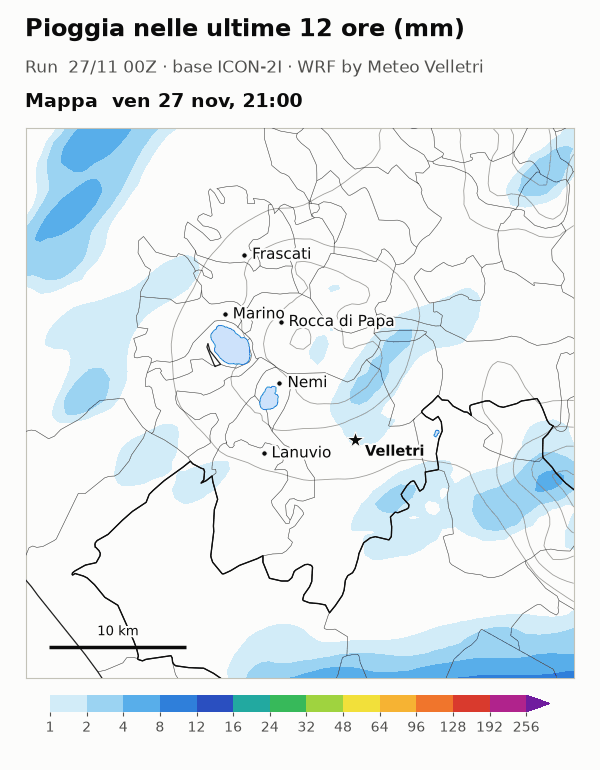 Pioggia nelle ultime 12 ore (mm)
Run  27/11 00Z · base ICON-2I · WRF by Meteo Velletri
Mappa  ven 27 nov, 21:00
Frascati
Marino
Rocca di Papa
Nemi
Velletri
Lanuvio
10 km
1 2 4 8 12 16 24 32 48 64 96 128 192 256